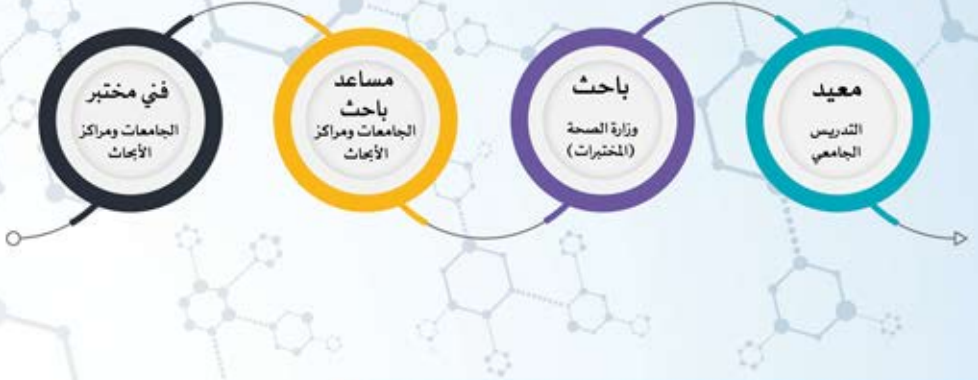 معيد
التدريس
الجامعي
باحث
وزارة الصحة
(المختبرات)
مساعد
باحث
الجامعات ومراكز
الأبحاث
فني مختبر
الجامعات ومراكز
الأبحاث